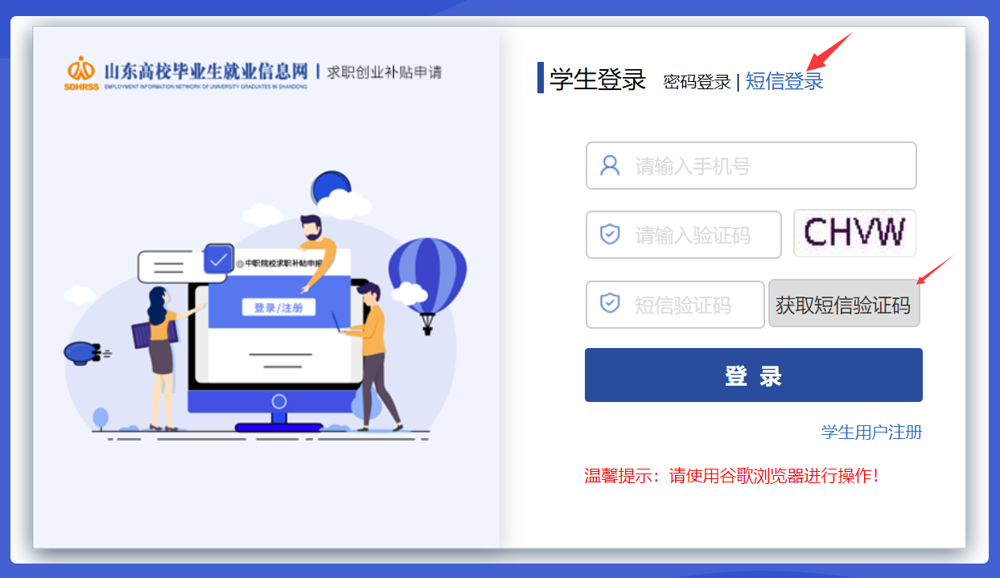 山东高校毕业生就业信息网 | 求职创业补贴申请
SDHRSS EMPLOYMENT INFORMATION NETWORK OF UNIVERSITY GRADUATES IN SHANDONG
中职院校求职补帖申报
登录/注册
学生登录 密码登录 | 短信登录
请输入手机号
请输入验证码 CHVW
短信验证码 获取短信验证码
登 录
学生用户注册
温馨提示：请使用谷歌浏览器进行操作！